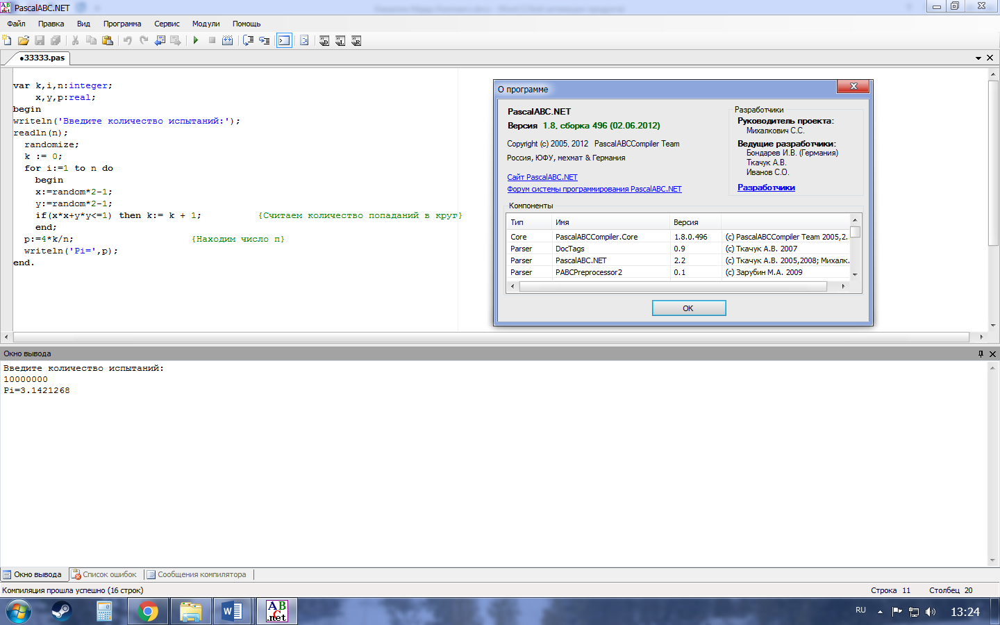 PascalABC.NET
Файл Правка Вид Программа Сервис Модули Помощь
•33333.pas
var k,i,n:integer;
x,y,p:real;
begin
writeln('Введите количество испытаний:');
readln(n);
randomize;
k := 0;
for i:=1 to n do
begin
x:=random*2-1;
y:=random*2-1;
if(x*x+y*y<=1) then k:= k + 1; {Считаем количество попаданий в круг}
end;
p:=4*k/n; {Находим число п}
writeln('Pi=',p);
end.
О программе
PascalABC.NET
Версия 1.8, сборка 496 (02.06.2012)
Copyright (c) 2005, 2012 PascalABCCompiler Team
Россия, ЮФУ, мехмат & Германия
Сайт PascalABC.NET
Форум системы программирования PascalABC.NET
Разработчики
Руководитель проекта:
Михалкович С.С.
Ведущие разработчики:
Бондарев И.В. (Германия)
Ткачук А.В.
Иванов С.О.
Разработчики
Компоненты
Тип Имя Версия
Core PascalABCCompiler.Core 1.8.0.496 (c) PascalABCCompiler Team 2005,2...
Parser DocTags 0.9 (c) Ткачук А.В. 2007
Parser PascalABC.NET 2.2 (c) Ткачук А.В. 2005,2008; Михалк...
Parser PABCPreprocessor2 0.1 (c) Зарубин М.А. 2009
ОК
Окно вывода
Введите количество испытаний:
10000000
Pi=3.1421268
Окно вывода Список ошибок Сообщения компилятора
Компиляция прошла успешно (16 строк) Строка 11 Столбец 20
A B C .net RU 13:24